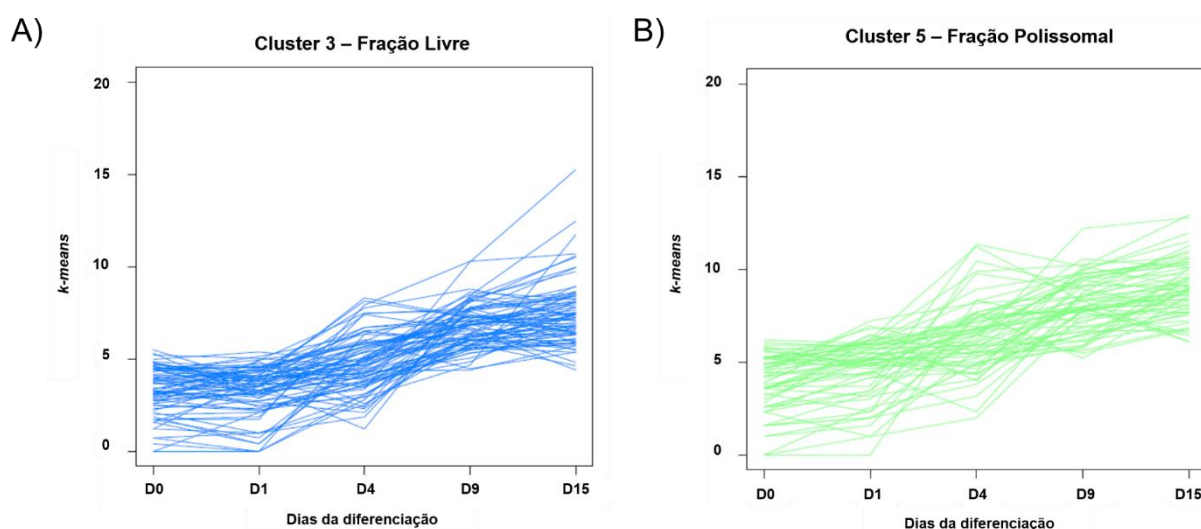 A)
Cluster 3 – Fração Livre
20
15
10
5
0
k-means
D0 D1 D4 D9 D15
Dias da diferenciação
B)
Cluster 5 – Fração Polissomal
20
15
10
5
0
k-means
D0 D1 D4 D9 D15
Dias da diferenciação